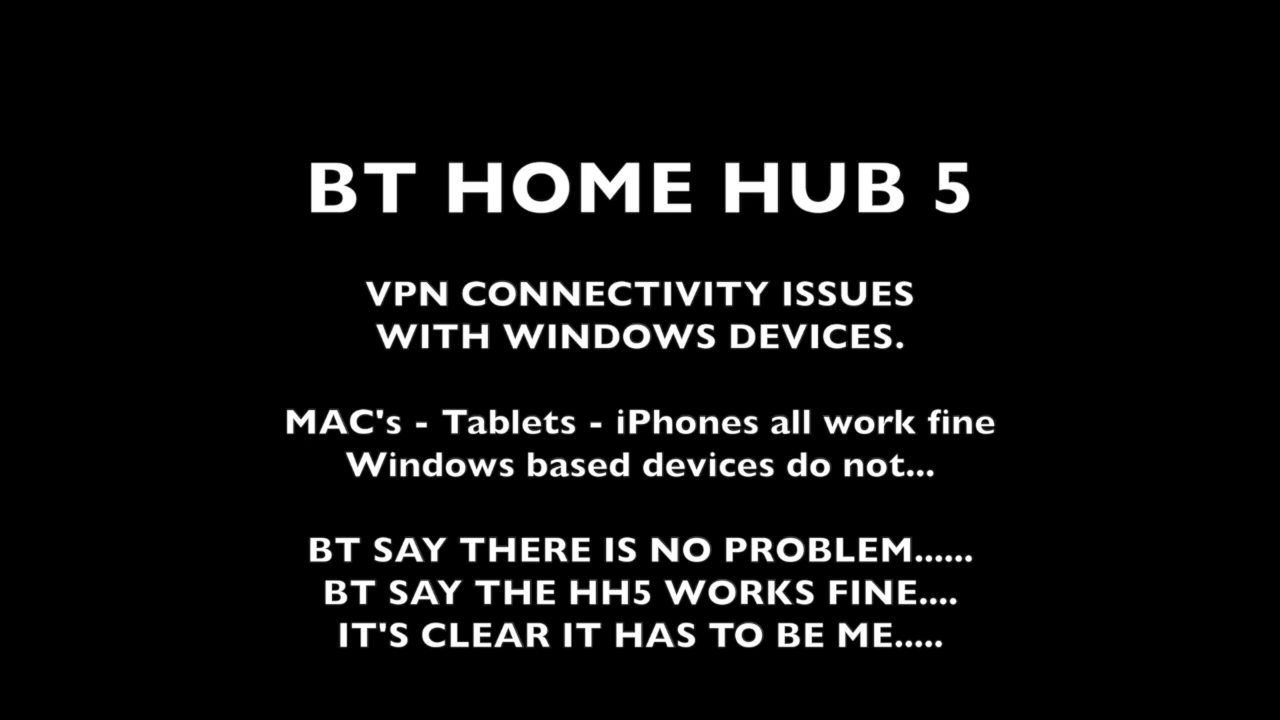 BT HOME HUB 5
VPN CONNECTIVITY ISSUES
WITH WINDOWS DEVICES.
MAC's - Tablets - iPhones all work fine
Windows based devices do not...
BT SAY THERE IS NO PROBLEM......
BT SAY THE HH5 WORKS FINE....
IT'S CLEAR IT HAS TO BE ME.....